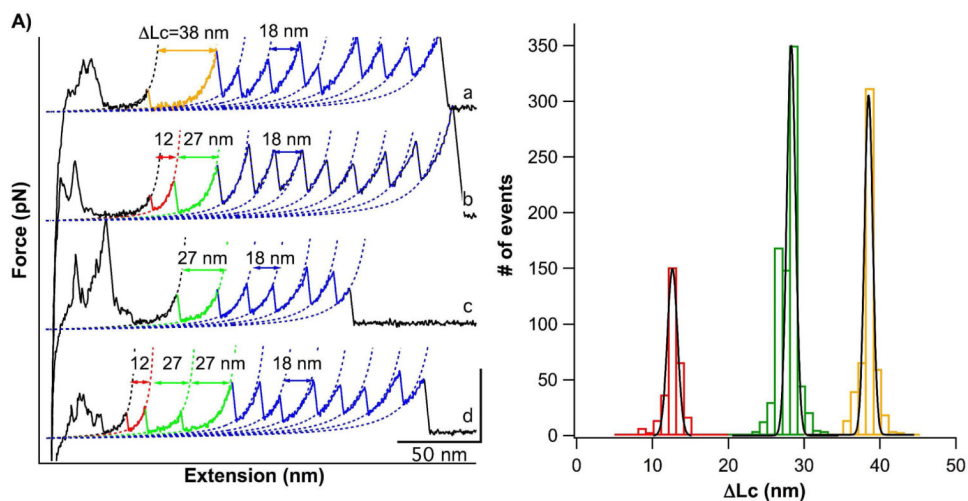 A)
ΔLc=38 nm
18 nm
a
12 27 nm
18 nm
b
27 nm
18 nm
c
12 27 27 nm
18 nm
d
50 nm
Force (pN)
Extension (nm)
350
300
250
200
150
100
50
0
# of events
0 10 20 30 40 50
ΔLc (nm)